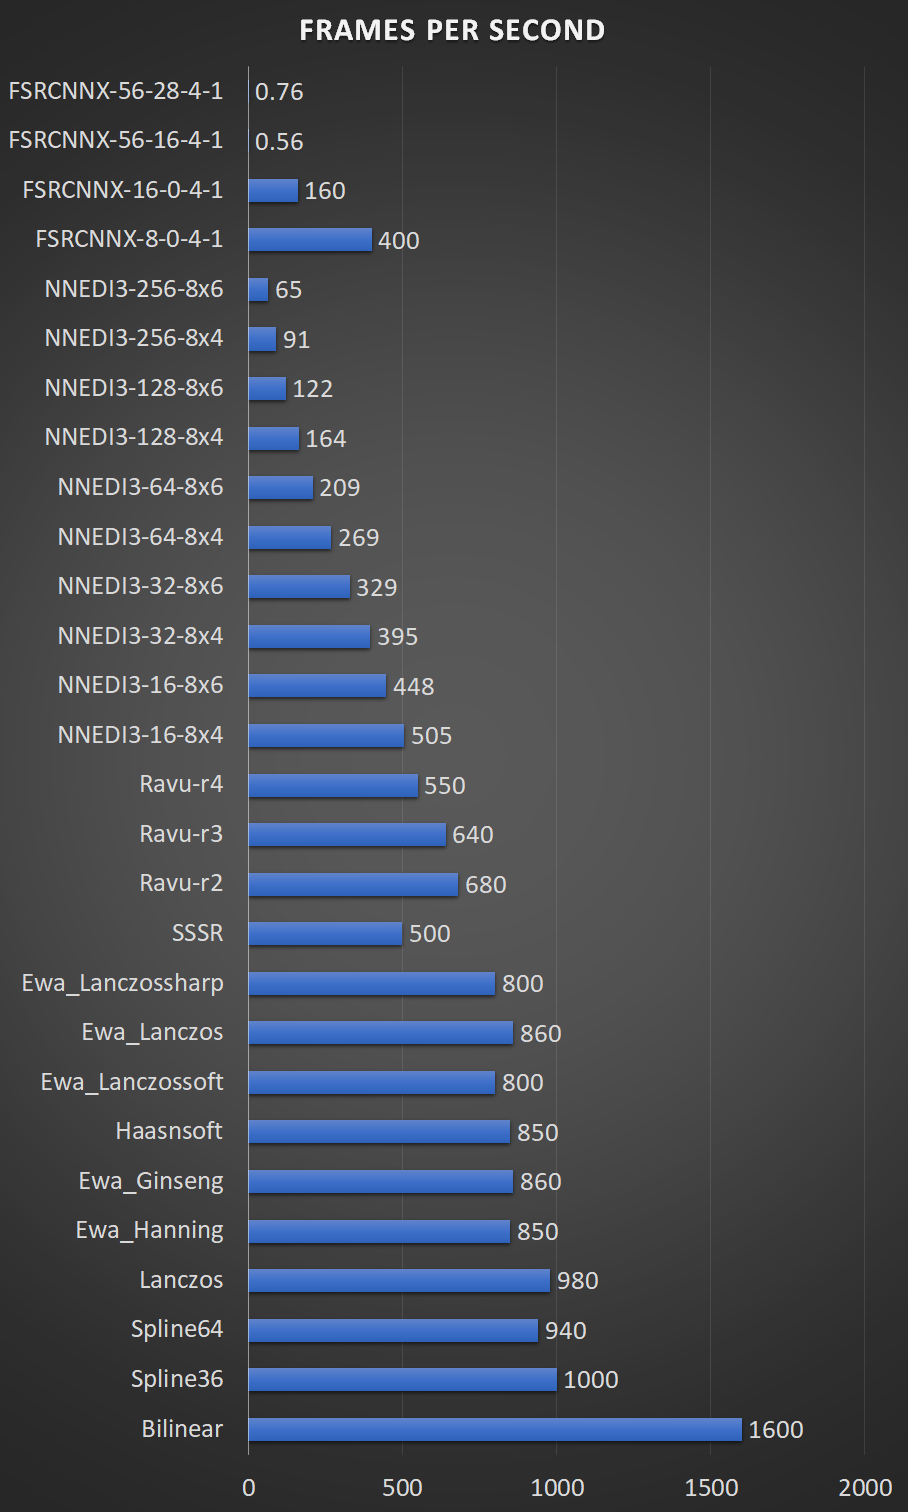 FRAMES PER SECOND
FSRCNNX-56-28-4-1 0.76
FSRCNNX-56-16-4-1 0.56
FSRCNNX-16-0-4-1 160
FSRCNNX-8-0-4-1 400
NNEDI3-256-8x6 65
NNEDI3-256-8x4 91
NNEDI3-128-8x6 122
NNEDI3-128-8x4 164
NNEDI3-64-8x6 209
NNEDI3-64-8x4 269
NNEDI3-32-8x6 329
NNEDI3-32-8x4 395
NNEDI3-16-8x6 448
NNEDI3-16-8x4 505
Ravu-r4 550
Ravu-r3 640
Ravu-r2 680
SSSR 500
Ewa_Lanczossharp 800
Ewa_Lanczos 860
Ewa_Lanczossoft 800
Haasnsoft 850
Ewa_Ginseng 860
Ewa_Hanning 850
Lanczos 980
Spline64 940
Spline36 1000
Bilinear 1600
0 500 1000 1500 2000